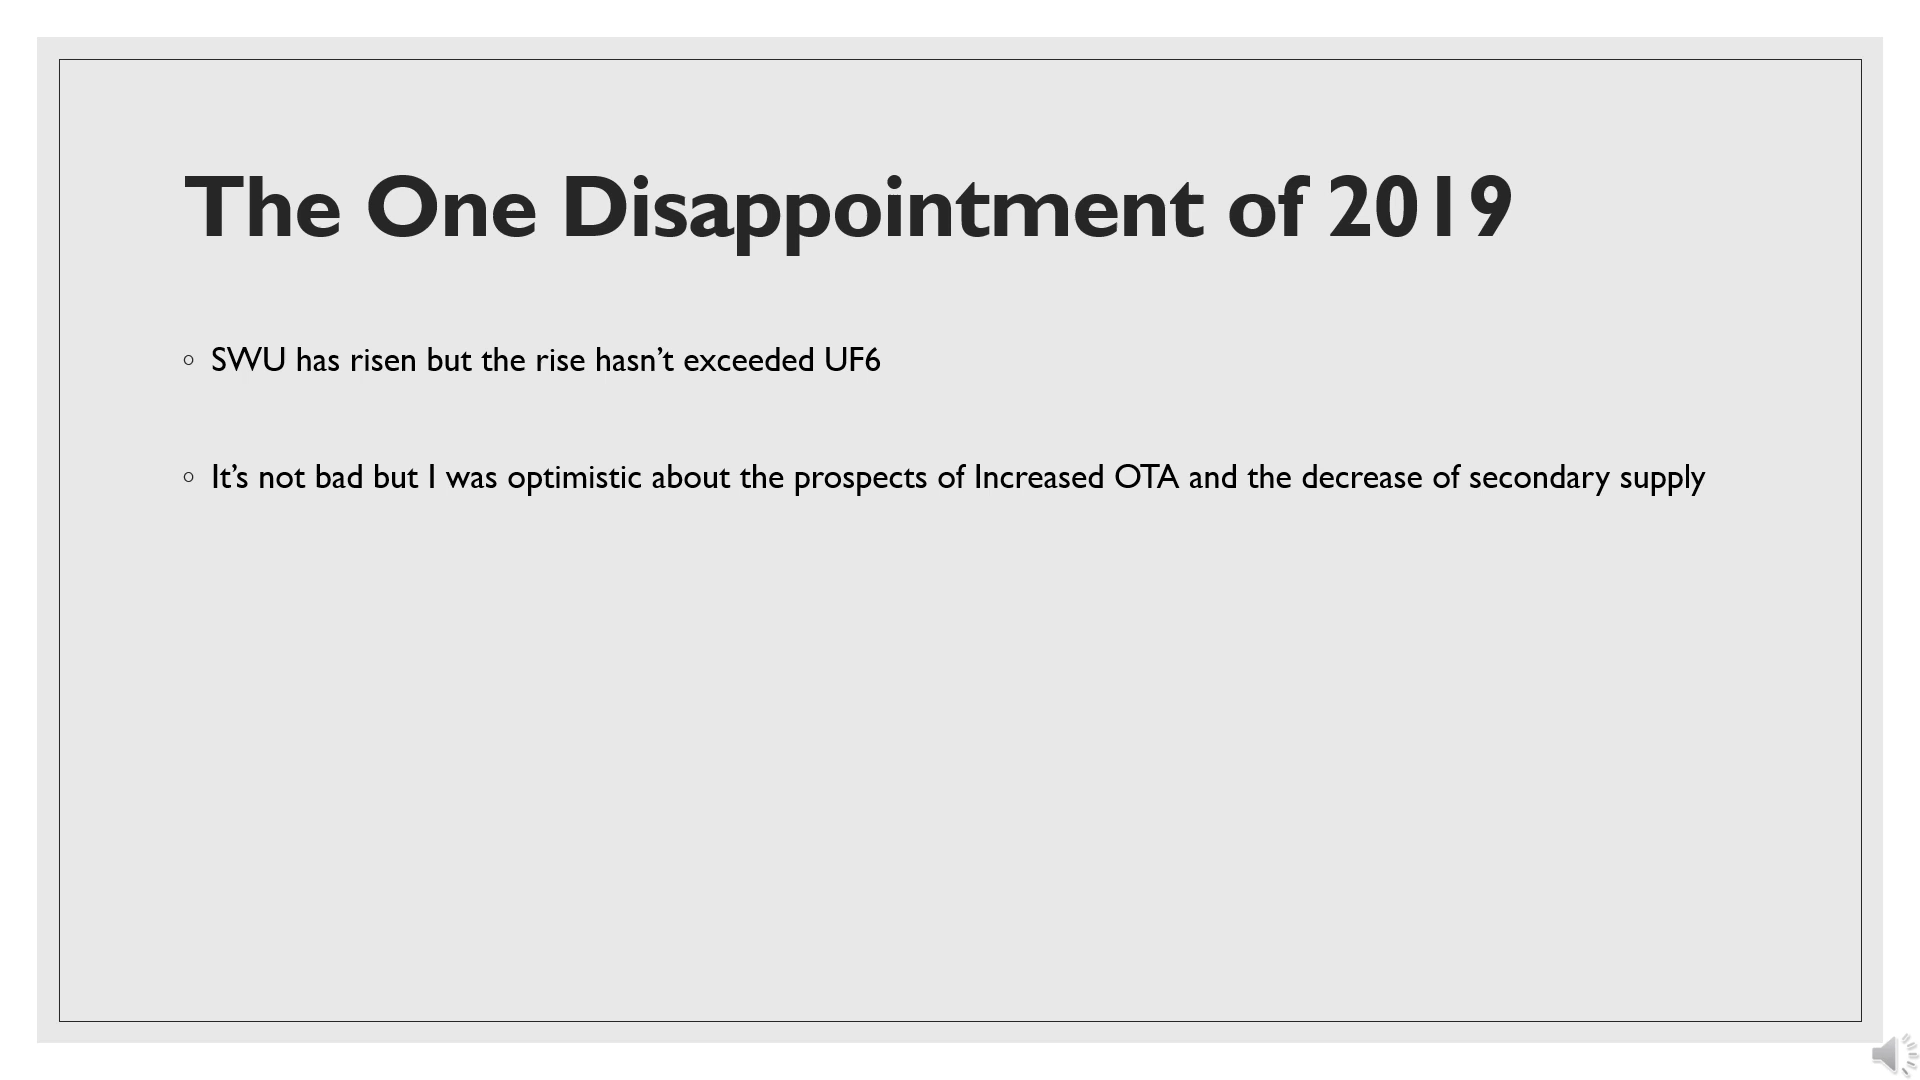 The One Disappointment of 2019
◦ SWU has risen but the rise hasn’t exceeded UF6
◦ It’s not bad but I was optimistic about the prospects of Increased OTA and the decrease of secondary supply